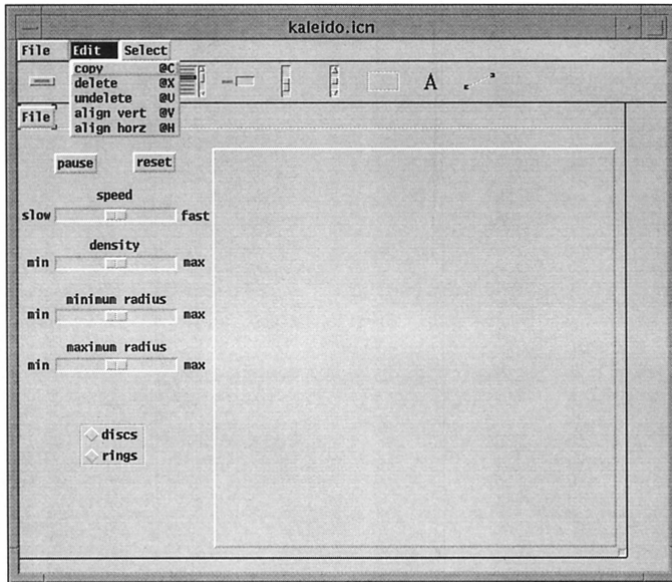 kaleido.icn
File Edit Select
copy @C
delete @X
undelete @U
align vert @V
align horz @H
A
File
pause reset
speed
slow fast
density
min max
minimum radius
min max
maximum radius
min max
discs
rings